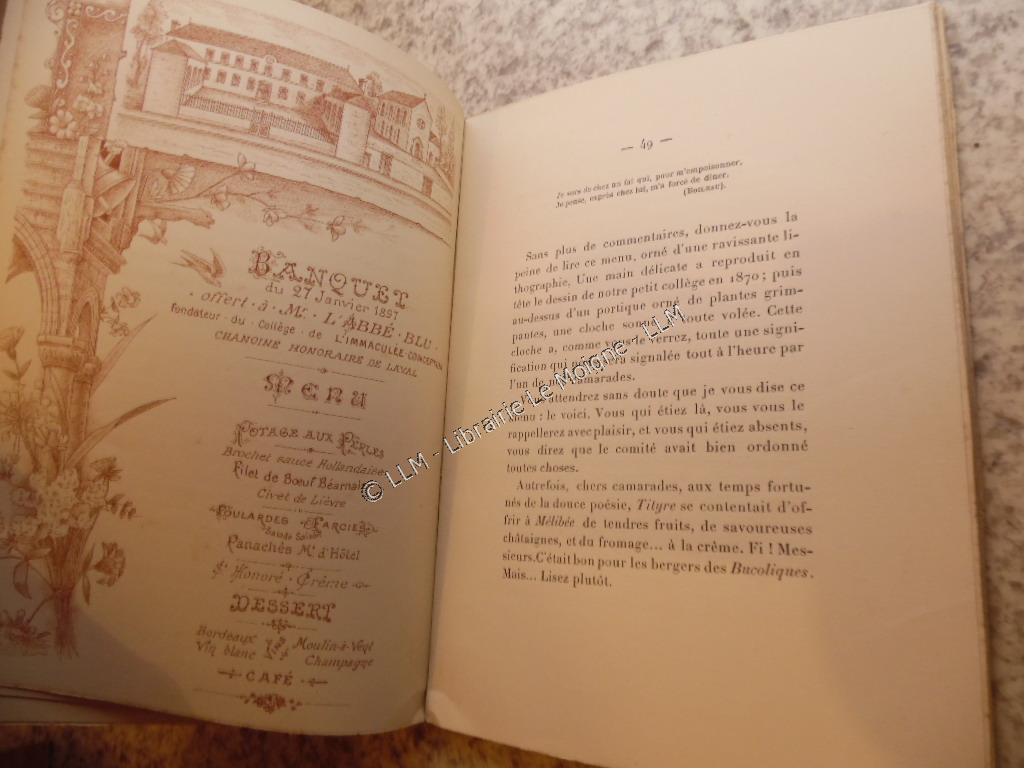 BANQUET
du 27 Janvier 1897
offert à Mr. L'ABBÉ BLU
fondateur du Collège de L'IMMACULÉE-CONCEPTION
CHANOINE HONORAIRE DE LAVAL
MENU
POTAGE AUX PERLES
Brochet sauce Hollandaise
Filet de Bœuf Béarnaise
Civet de Lièvre
POULARDES FARCIES
Salade Saison
Panachés Mr. d'Hôtel
St Honoré Crème
DESSERT
Bordeaux Moulin-à-Vent
Vin blanc Champagne
CAFÉ
— 49 —
Je sors de chez un fat qui, pour m'empoisonner,
Je pense, exprès chez lui, m'a forcé de dîner.
(BOILEAU).
Sans plus de commentaires, donnez-vous la
peine de lire ce menu, orné d'une ravissante li-
thographie. Une main délicate a reproduit en
tête le dessin de notre petit collège en 1870 ; puis
au-dessus d'un portique orné de plantes grim-
pantes, une cloche sonne toute volée. Cette
cloche a, comme vous verrez, toute une signi-
fication qui signalée tout à l'heure par
l'un de mes camarades.
attendrez sans doute que je vous dise ce
menu : le voici. Vous qui étiez là, vous vous le
rappellerez avec plaisir, et vous qui étiez absents,
vous direz que le comité avait bien ordonné
toutes choses.
Autrefois, chers camarades, aux temps fortu-
nés de la douce poésie, Tityre se contentait d'of-
frir à Mélibée de tendres fruits, de savoureuses
châtaignes, et du fromage... à la crème. Fi ! Mes-
sieurs. C'était bon pour les bergers des Bucoliques.
Mais... Lisez plutôt.
© LLM - Librairie Le Moigne - LLM